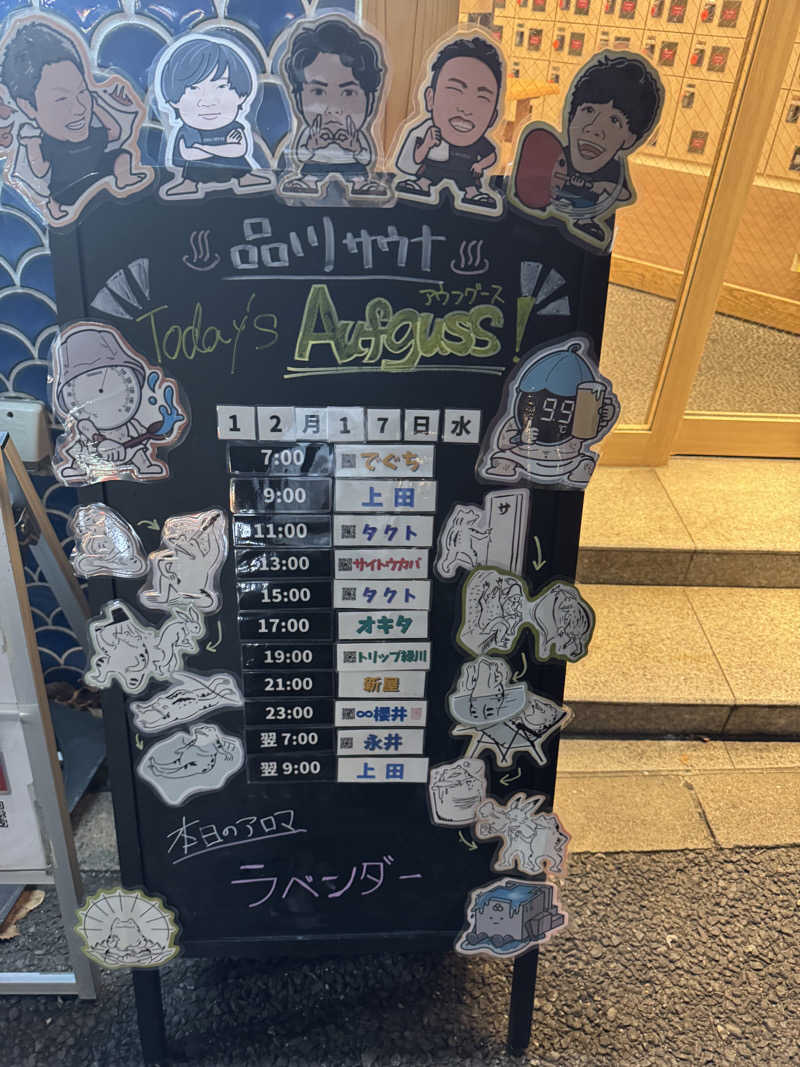 品川サウナ
アウフグース
Today's Aufguss!
12月17日水
7:00 でぐち
9:00 上田
11:00 タクト
13:00 サイトウカバ
15:00 タクト
17:00 オキタ
19:00 トリップ緑川
21:00 新屋
23:00 ∞櫻井
翌7:00 永井
翌9:00 上田
サ
99
℃
本日のアロマ
ラベンダー